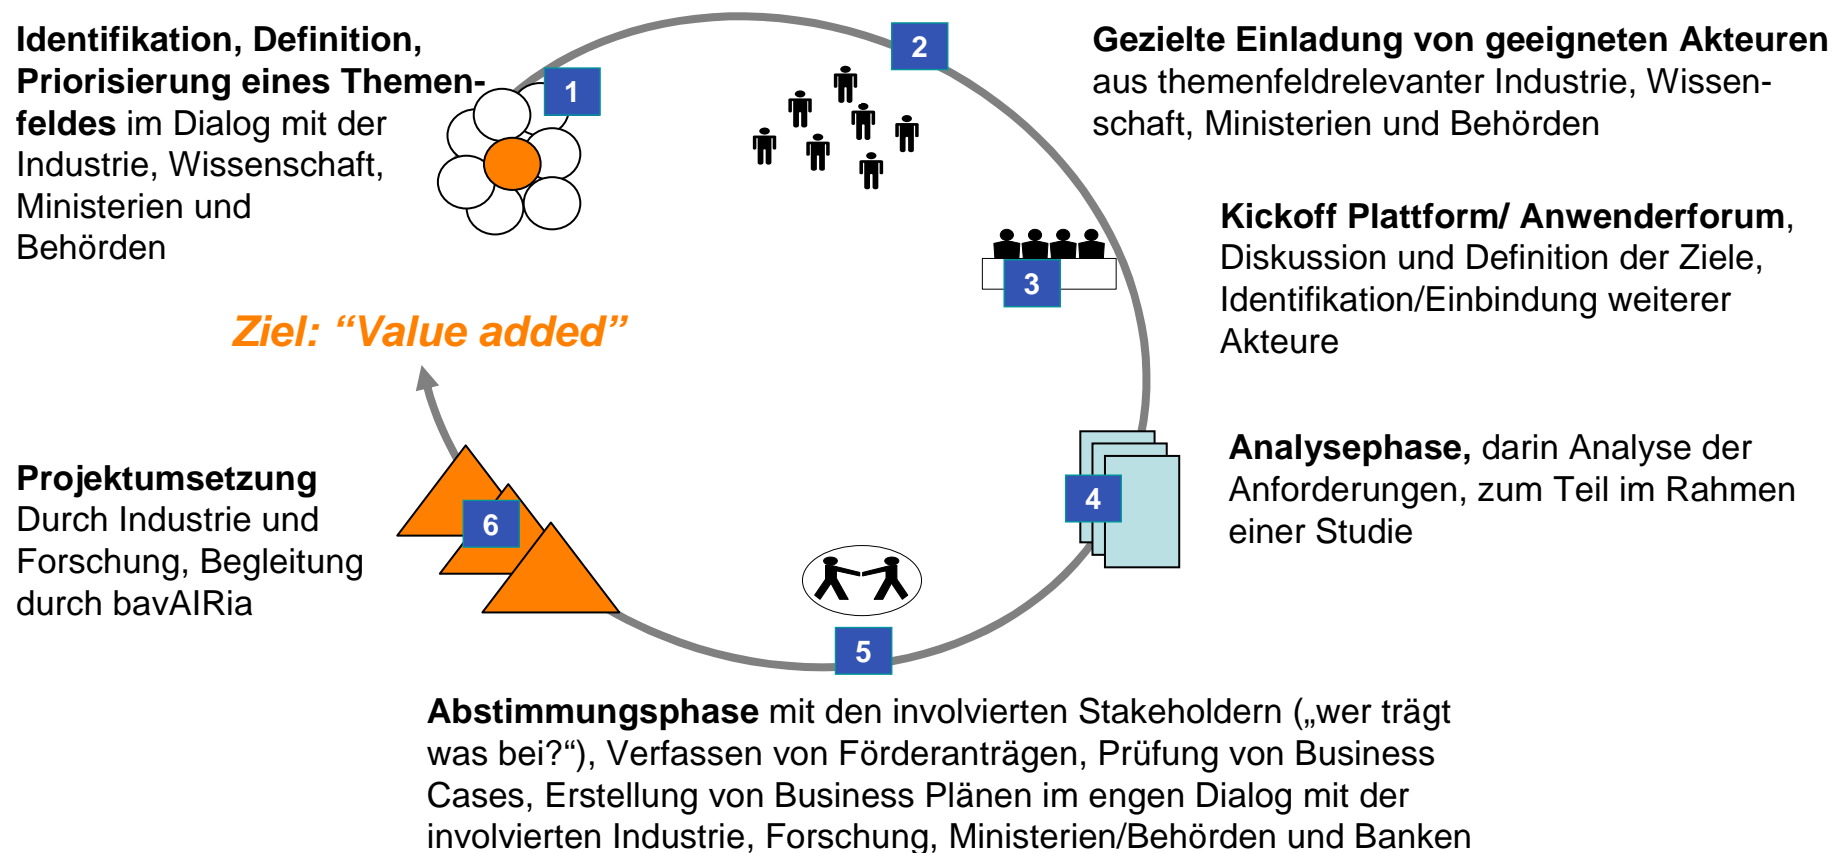 Identifikation, Definition,
Priorisierung eines Themen-
feldes im Dialog mit der
Industrie, Wissenschaft,
Ministerien und
Behörden
1
2
Gezielte Einladung von geeigneten Akteuren
aus themenfeldrelevanter Industrie, Wissen-
schaft, Ministerien und Behörden
3
Kickoff Plattform/ Anwenderforum,
Diskussion und Definition der Ziele,
Identifikation/Einbindung weiterer
Akteure
Ziel: “Value added”
4
Analysephase, darin Analyse der
Anforderungen, zum Teil im Rahmen
einer Studie
Projektumsetzung
Durch Industrie und
Forschung, Begleitung
durch bavAIRia
6
5
Abstimmungsphase mit den involvierten Stakeholdern („wer trägt
was bei?“), Verfassen von Förderanträgen, Prüfung von Business
Cases, Erstellung von Business Plänen im engen Dialog mit der
involvierten Industrie, Forschung, Ministerien/Behörden und Banken